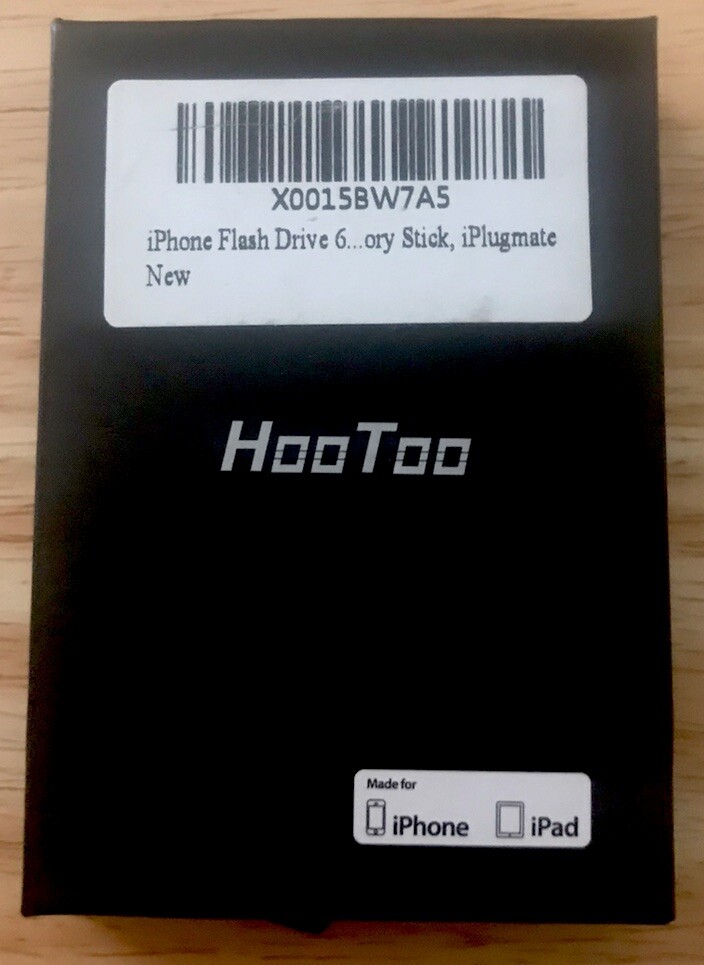 X0015BW7A5
iPhone Flash Drive 6...ory Stick, iPlugmate
New
HooToo
Made for
iPhone iPad